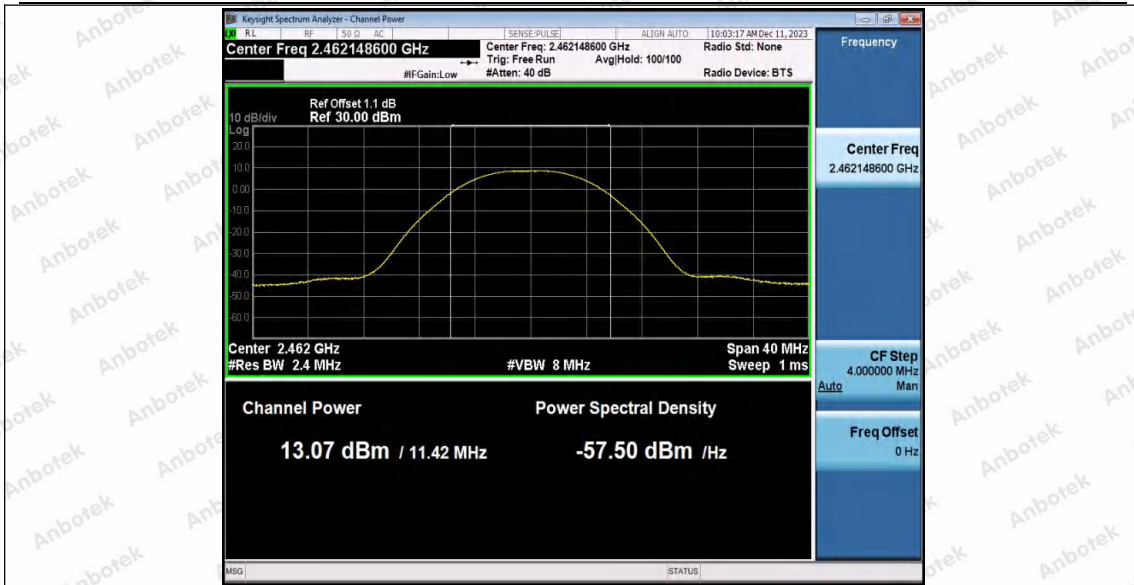 Keysight Spectrum Analyzer - Channel Power
LXI RL RF 50 Ω AC SENSE:PULSE ALIGN AUTO 10:03:17 AM Dec 11, 2023
Center Freq 2.462148600 GHz Center Freq: 2.462148600 GHz Radio Std: None
Trig: Free Run Avg|Hold: 100/100
#IFGain:Low #Atten: 40 dB Radio Device: BTS
Ref Offset 1.1 dB
10 dB/div Ref 30.00 dBm
Log
20.0
10.0
0.00
-10.0
-20.0
-30.0
-40.0
-50.0
-60.0
Center 2.462 GHz Span 40 MHz
#Res BW 2.4 MHz #VBW 8 MHz Sweep 1 ms
Channel Power Power Spectral Density
13.07 dBm / 11.42 MHz -57.50 dBm /Hz
MSG STATUS
Frequency
Center Freq
2.462148600 GHz
CF Step
4.000000 MHz
Auto Man
Freq Offset
0 Hz
Anbotek